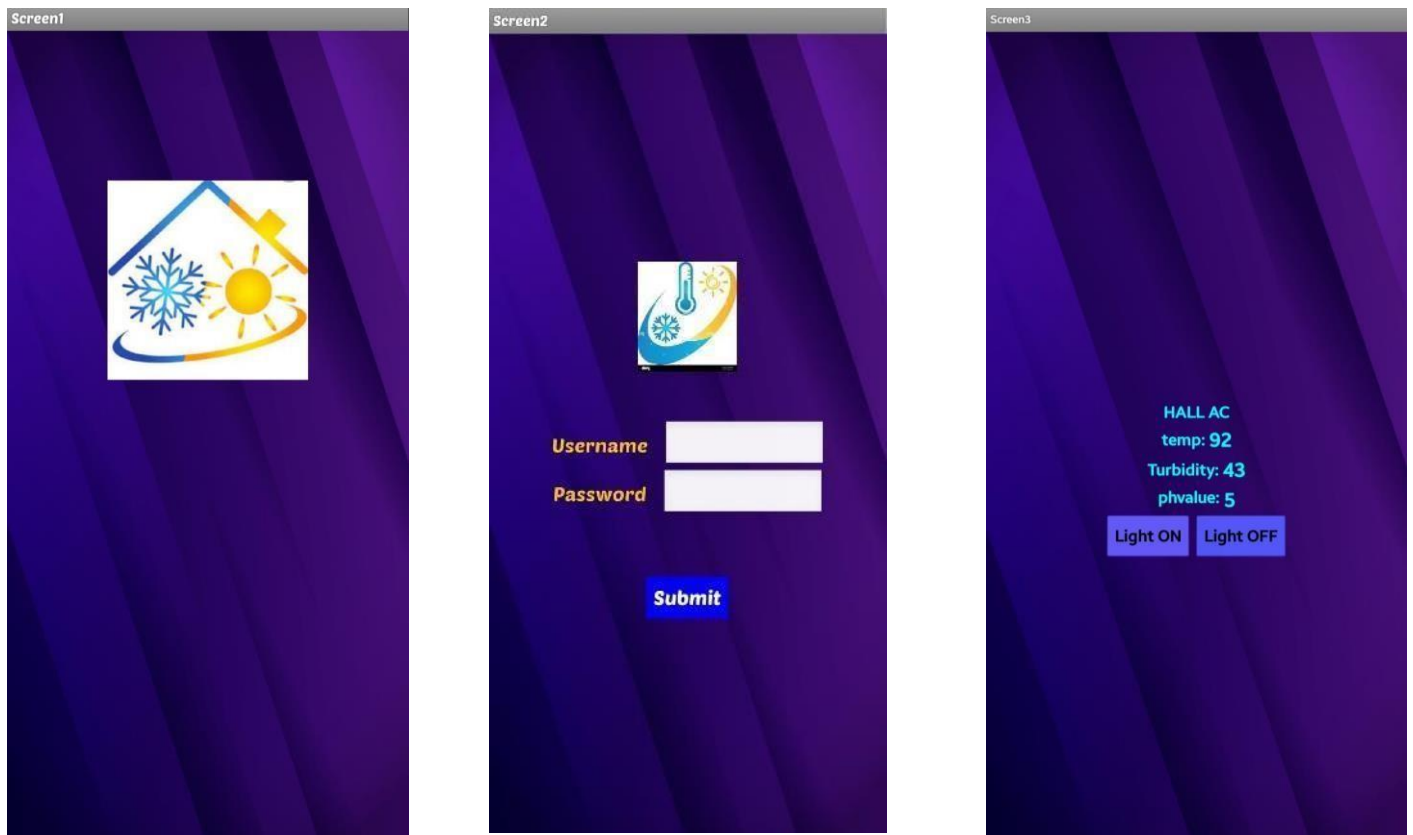 Screen1
Screen2
Username
Password
Submit
Screen3
HALL AC
temp: 92
Turbidity: 43
phvalue: 5
Light ON Light OFF